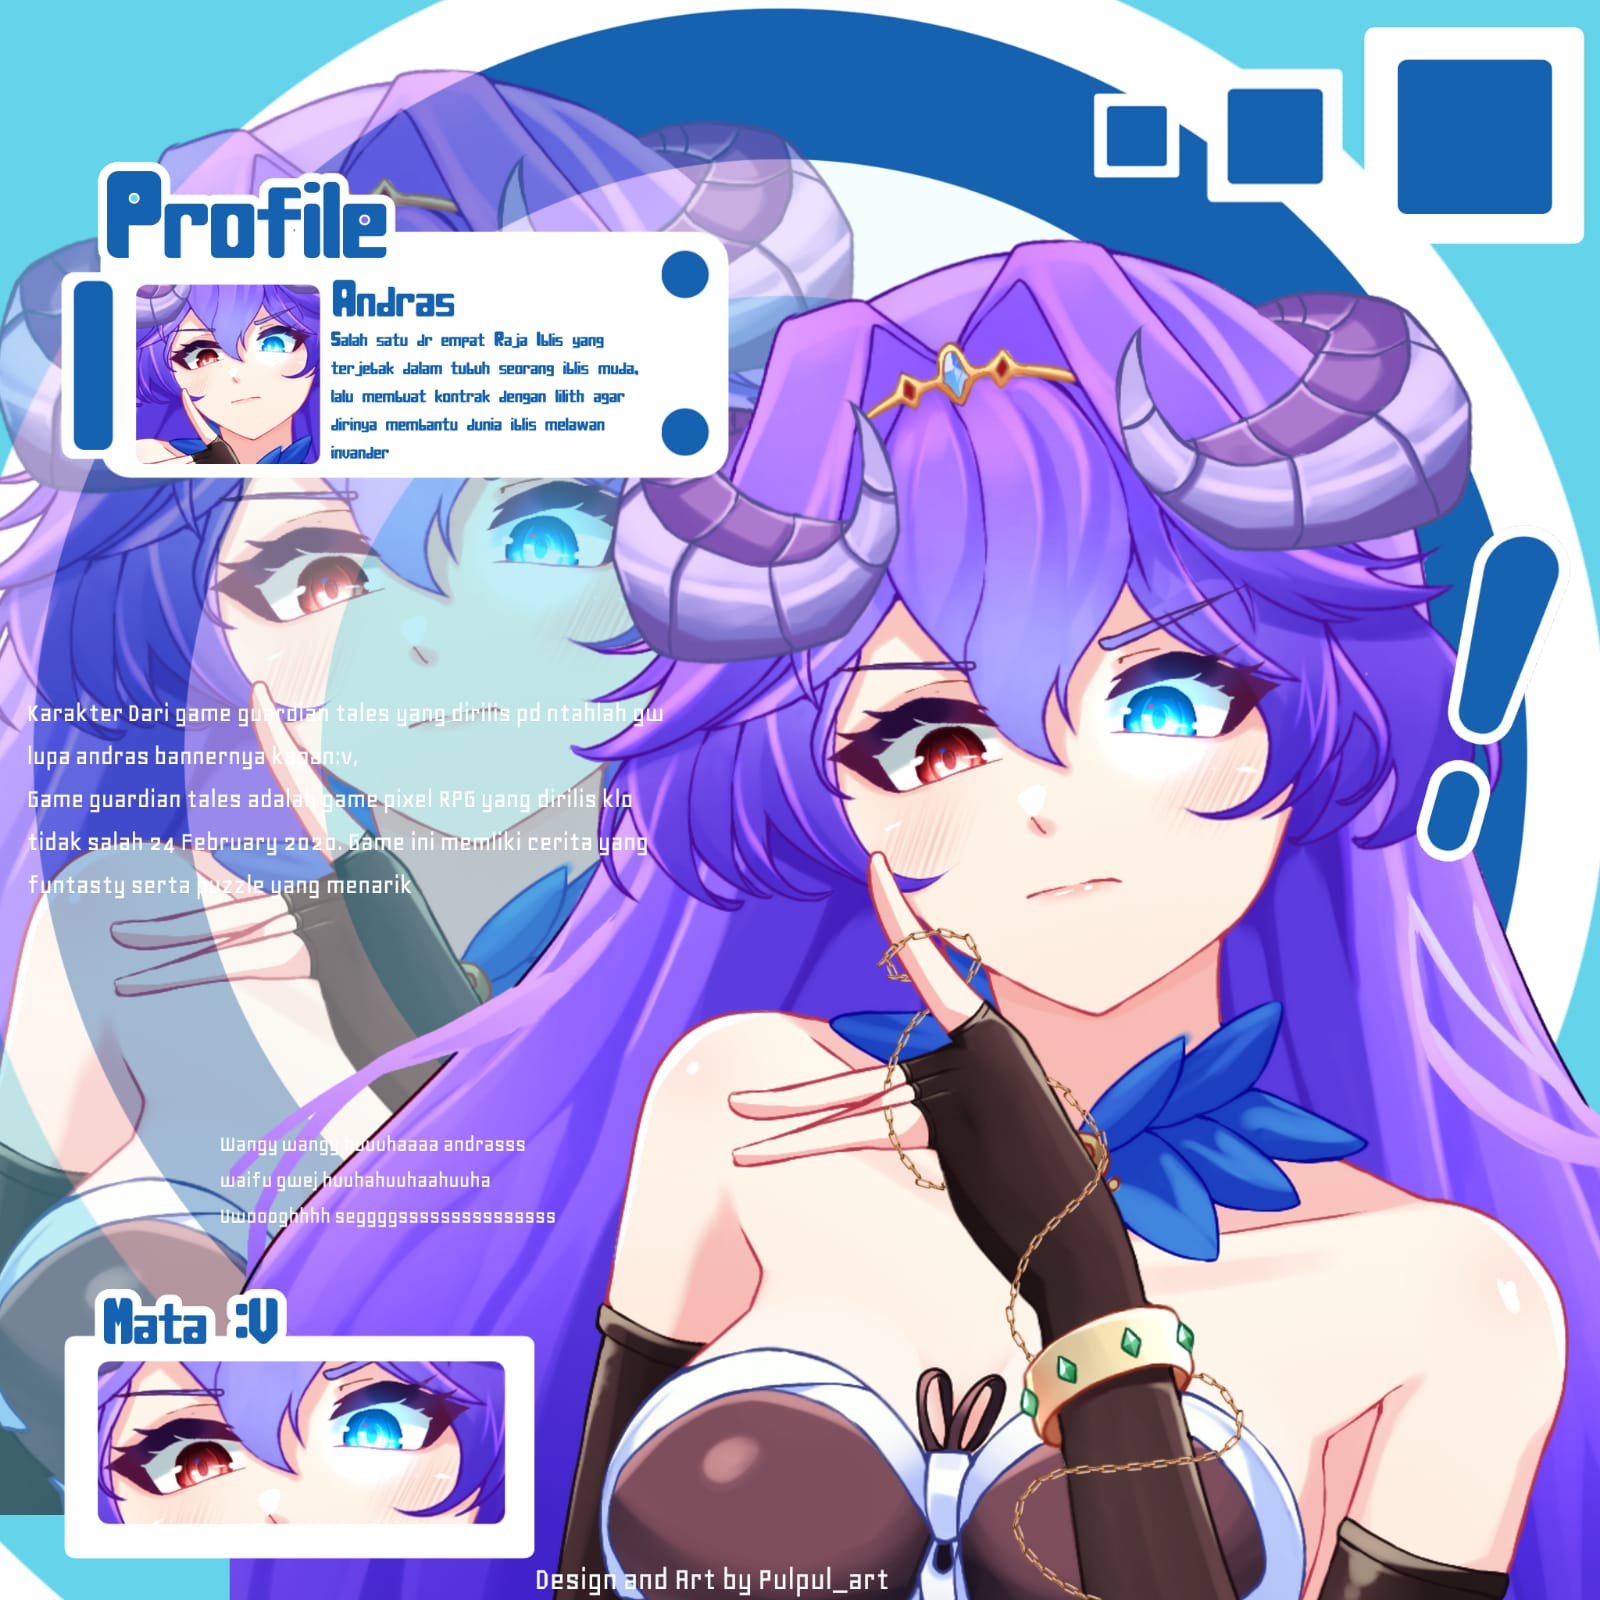 Profile
Andras
Salah satu dr empat Raja Iblis yang
terjebak dalam tubuh seorang iblis muda,
lalu membuat kontrak dengan lilith agar
dirinya membantu dunia iblis melawan
invander
Karakter Dari game guardian tales yang dirilis pd ntahlah gw
lupa andras bannernya kapan:v,
Game guardian tales adalah game pixel RPG yang dirilis klo
tidak salah 24 February 2020. Game ini memliki cerita yang
funtasty serta puzzle yang menarik
Wangy wangy huuuhaaaa andrasss
waifu gwej huuhahuuhaahuuha
Uwoooghhhh seggggsssssssssssssss
Mata :V
Design and Art by Pulpul_art